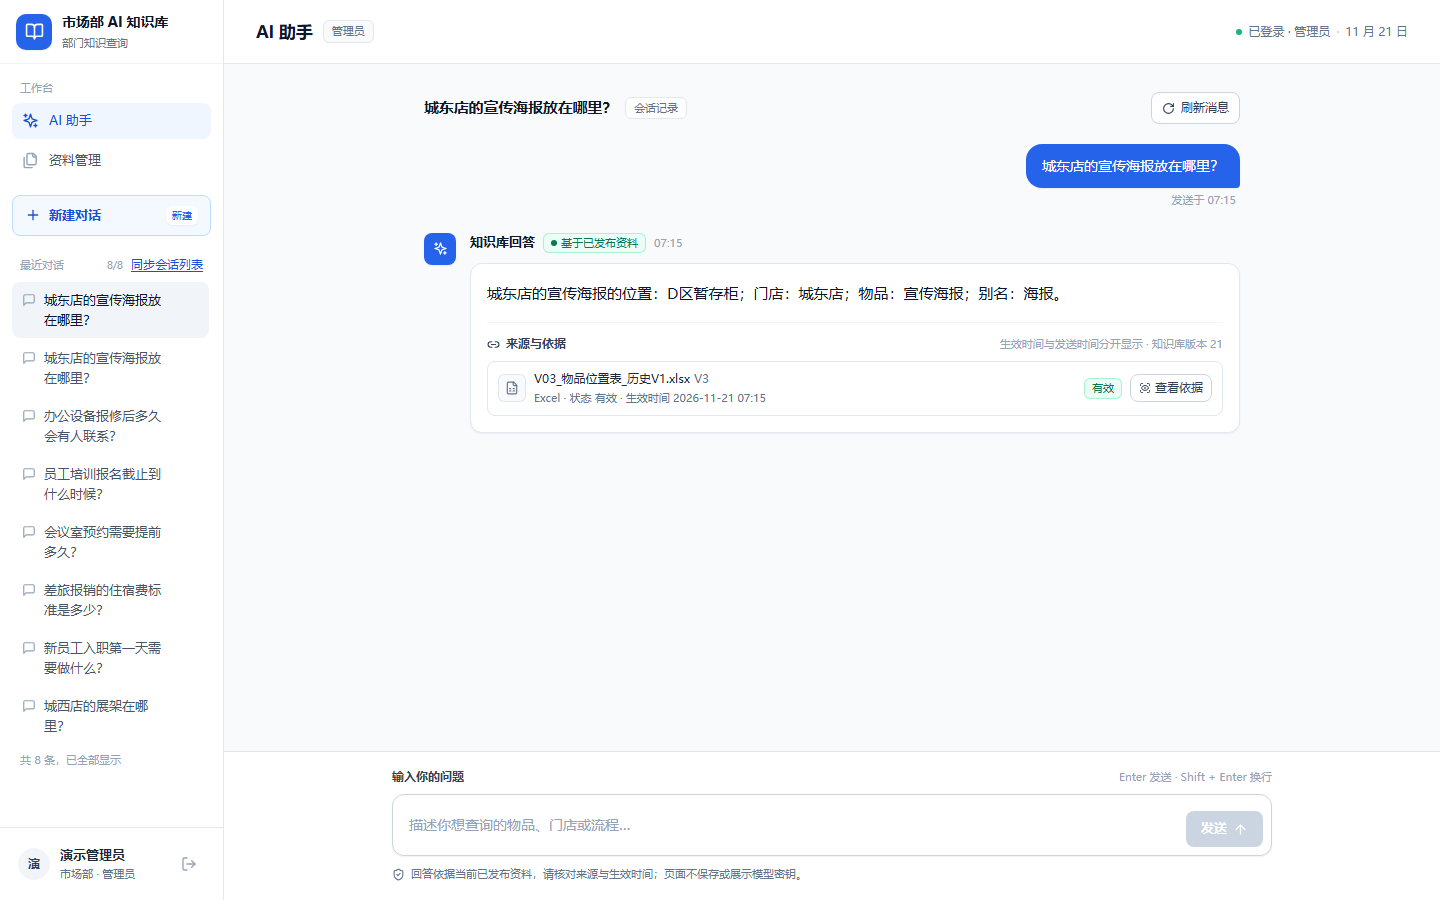 市场部 AI 知识库
部门知识查询
工作台
AI 助手
资料管理
新建对话 新建
最近对话 8/8 同步会话列表
城东店的宣传海报放
在哪里?
城东店的宣传海报放
在哪里?
办公设备报修后多久
会有人联系?
员工培训报名截止到
什么时候?
会议室预约需要提前
多久?
差旅报销的住宿费标
准是多少?
新员工入职第一天需
要做什么?
城西店的展架在哪
里?
共 8 条，已全部显示
演 演示管理员
市场部 · 管理员
AI 助手 管理员
已登录 · 管理员 · 11 月 21 日
城东店的宣传海报放在哪里? 会话记录
刷新消息
城东店的宣传海报放在哪里?
发送于 07:15
知识库回答 基于已发布资料 07:15
城东店的宣传海报的位置：D区暂存柜；门店：城东店；物品：宣传海报；别名：海报。
来源与依据 生效时间与发送时间分开显示 · 知识库版本 21
V03_物品位置表_历史V1.xlsx V3
Excel · 状态 有效 · 生效时间 2026-11-21 07:15
有效 查看依据
输入你的问题 Enter 发送 · Shift + Enter 换行
描述你想查询的物品、门店或流程...
发送
回答依据当前已发布资料，请核对来源与生效时间；页面不保存或展示模型密钥。